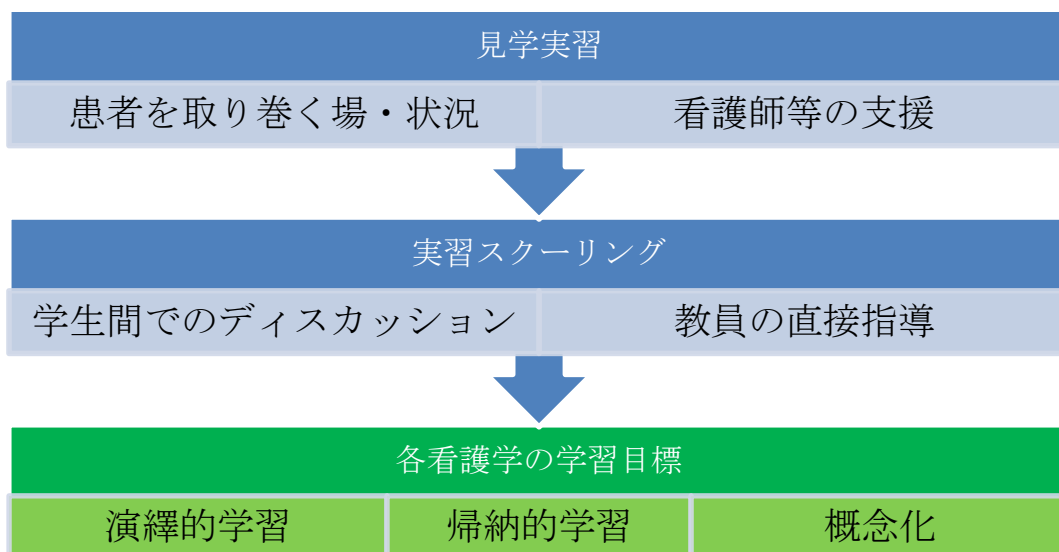 見学実習
患者を取り巻く場・状況
看護師等の支援
実習スクーリング
学生間でのディスカッション
教員の直接指導
各看護学の学習目標
演繹的学習
帰納的学習
概念化